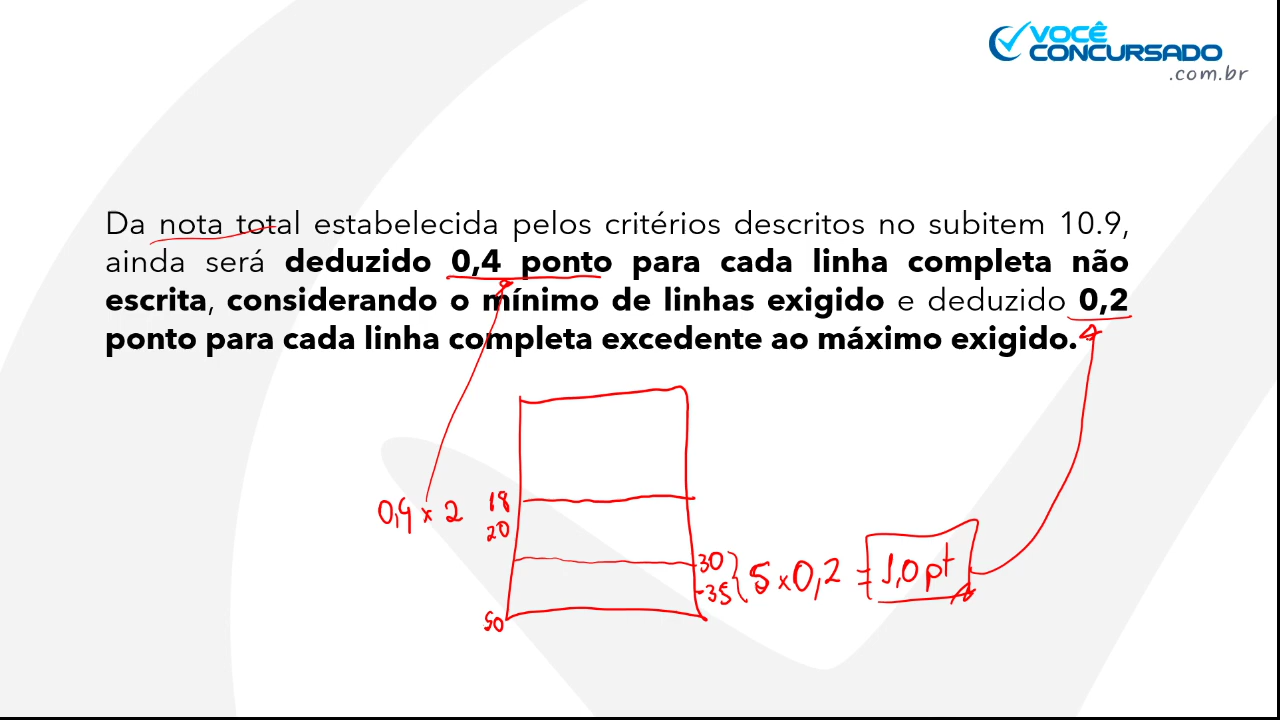 VOCÊ
CONCURSADO
.com.br
Da nota total estabelecida pelos critérios descritos no subitem 10.9,
ainda será deduzido 0,4 ponto para cada linha completa não
escrita, considerando o mínimo de linhas exigido e deduzido 0,2
ponto para cada linha completa excedente ao máximo exigido.
0,4 x 2
18
20
30
-35
5 x 0,2 = 1,0 pt
50